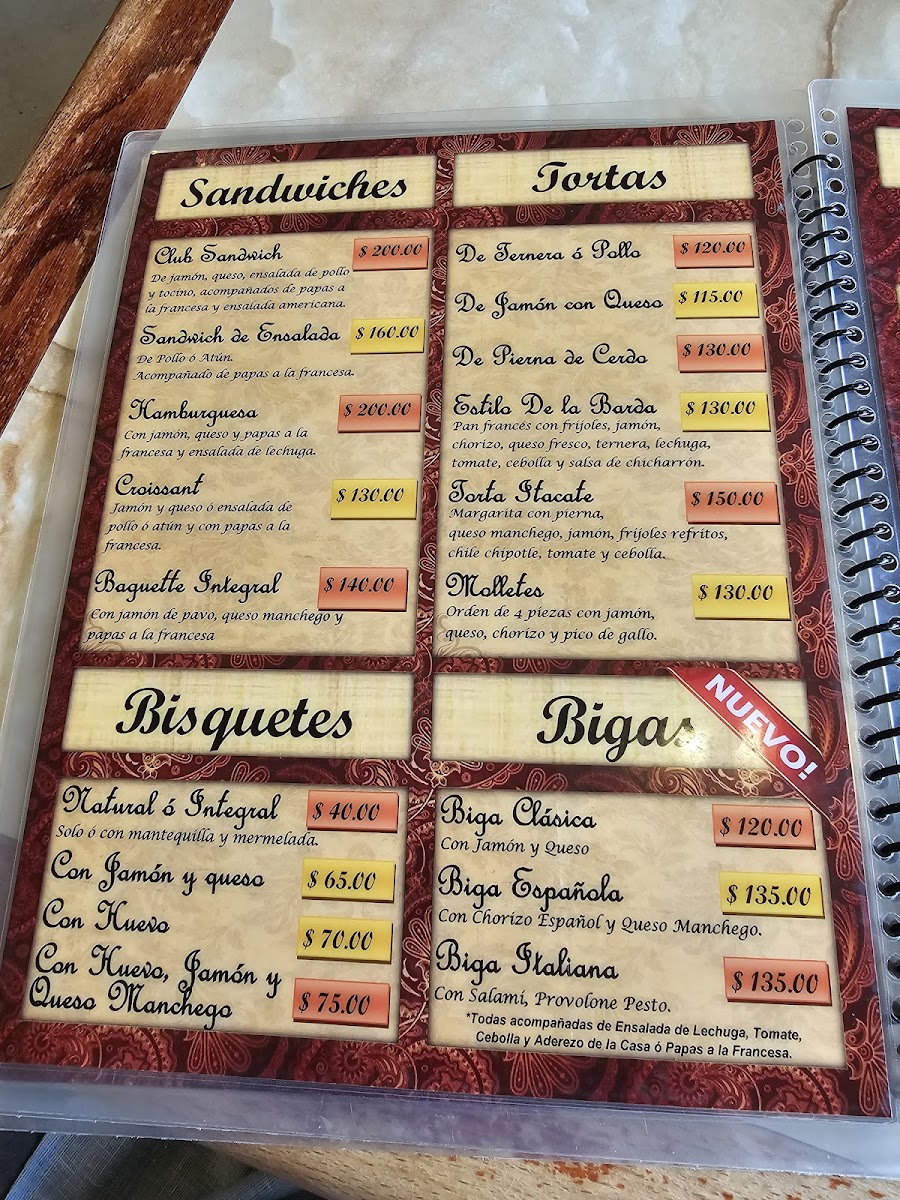 Sandwiches
Club Sandwich $ 200.00
De jamón, queso, ensalada de pollo
y tocino, acompañados de papas a
la francesa y ensalada americana.
Sandwich de Ensalada $ 160.00
De Pollo ó Atún.
Acompañado de papas a la francesa.
Hamburguesa $ 200.00
Con jamón, queso y papas a la
francesa y ensalada de lechuga.
Croissant $ 130.00
Jamón y queso ó ensalada de
pollo ó atún y con papas a la
francesa.
Baguette Integral $ 140.00
Con jamón de pavo, queso manchego y
papas a la francesa
Tortas
De Ternera ó Pollo $ 120.00
De Jamón con Queso $ 115.00
De Pierna de Cerdo $ 130.00
Estilo De la Barda $ 130.00
Pan francés con frijoles, jamón,
chorizo, queso fresco, ternera, lechuga,
tomate, cebolla y salsa de chicharrón.
Torta Itacate $ 150.00
Margarita con pierna,
queso manchego, jamón, frijoles refritos,
chile chipotle, tomate y cebolla.
Molletes $ 130.00
Orden de 4 piezas con jamón,
queso, chorizo y pico de gallo.
Bisquetes
Natural ó Integral $ 40.00
Solo ó con mantequilla y mermelada.
Con Jamón y queso $ 65.00
Con Huevo $ 70.00
Con Huevo, Jamón y
Queso Manchego $ 75.00
Bigas
NUEVO!
Biga Clásica $ 120.00
Con Jamón y Queso
Biga Española $ 135.00
Con Chorizo Español y Queso Manchego.
Biga Italiana $ 135.00
Con Salami, Provolone Pesto.
*Todas acompañadas de Ensalada de Lechuga, Tomate,
Cebolla y Aderezo de la Casa ó Papas a la Francesa.